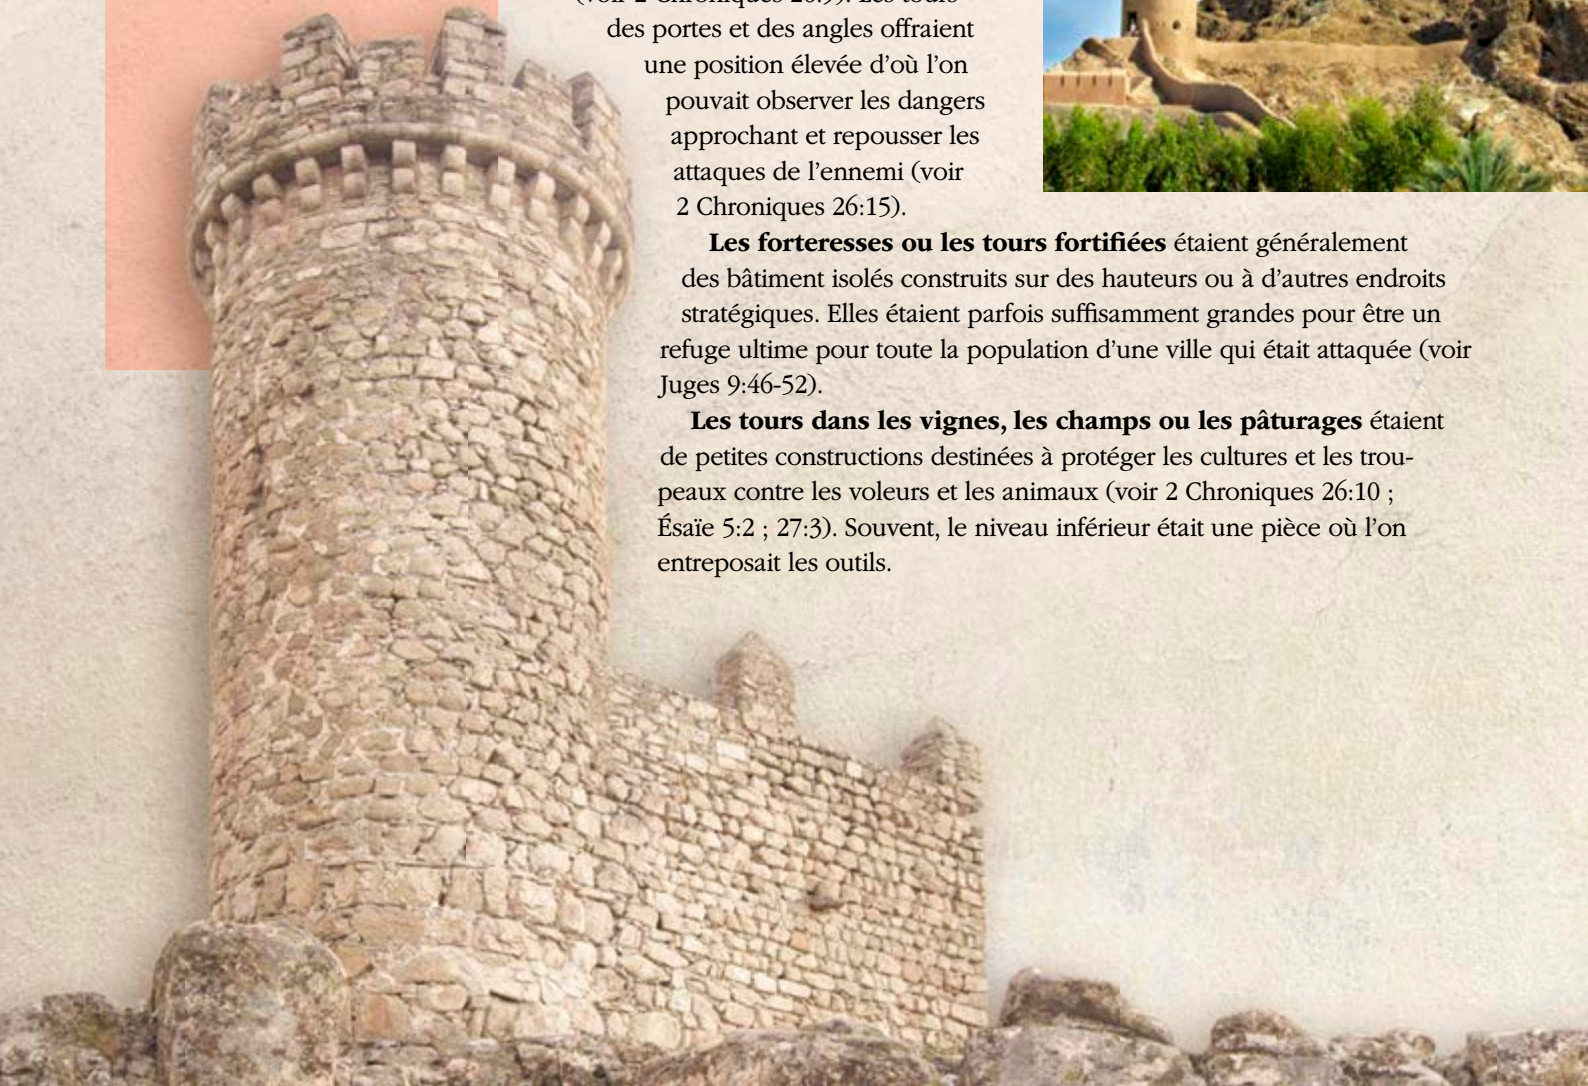 des portes et des angles offraient
une position élevée d’où l’on
pouvait observer les dangers
approchant et repousser les
attaques de l’ennemi (voir
2 Chroniques 26:15).
Les forteresses ou les tours fortifiées étaient généralement
des bâtiment isolés construits sur des hauteurs ou à d’autres endroits
stratégiques. Elles étaient parfois suffisamment grandes pour être un
refuge ultime pour toute la population d’une ville qui était attaquée (voir
Juges 9:46-52).
Les tours dans les vignes, les champs ou les pâturages étaient
de petites constructions destinées à protéger les cultures et les trou-
peaux contre les voleurs et les animaux (voir 2 Chroniques 26:10 ;
Ésaïe 5:2 ; 27:3). Souvent, le niveau inférieur était une pièce où l’on
entreposait les outils.